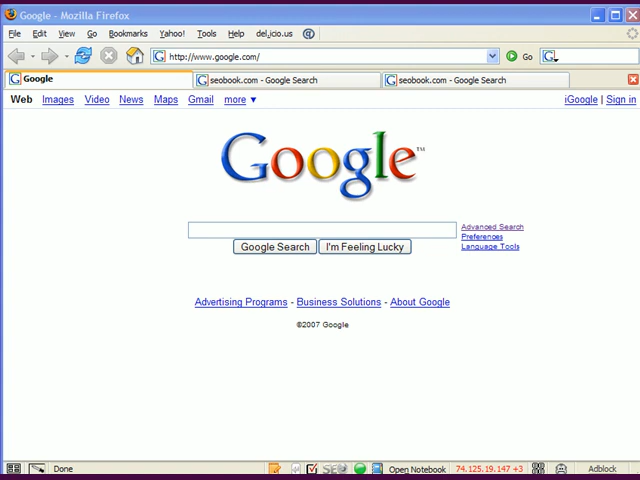 Google - Mozilla Firefox
File Edit View Go Bookmarks Yahoo! Tools Help del.icio.us @
G http://www.google.com/ Go G
G Google G seobook.com - Google Search G seobook.com - Google Search
Web Images Video News Maps Gmail more ▼ iGoogle | Sign in
Google™
Advanced Search
Preferences
Language Tools
Google Search I'm Feeling Lucky
Advertising Programs - Business Solutions - About Google
©2007 Google
Done Open Notebook 74.125.19.147 +3 Adblock